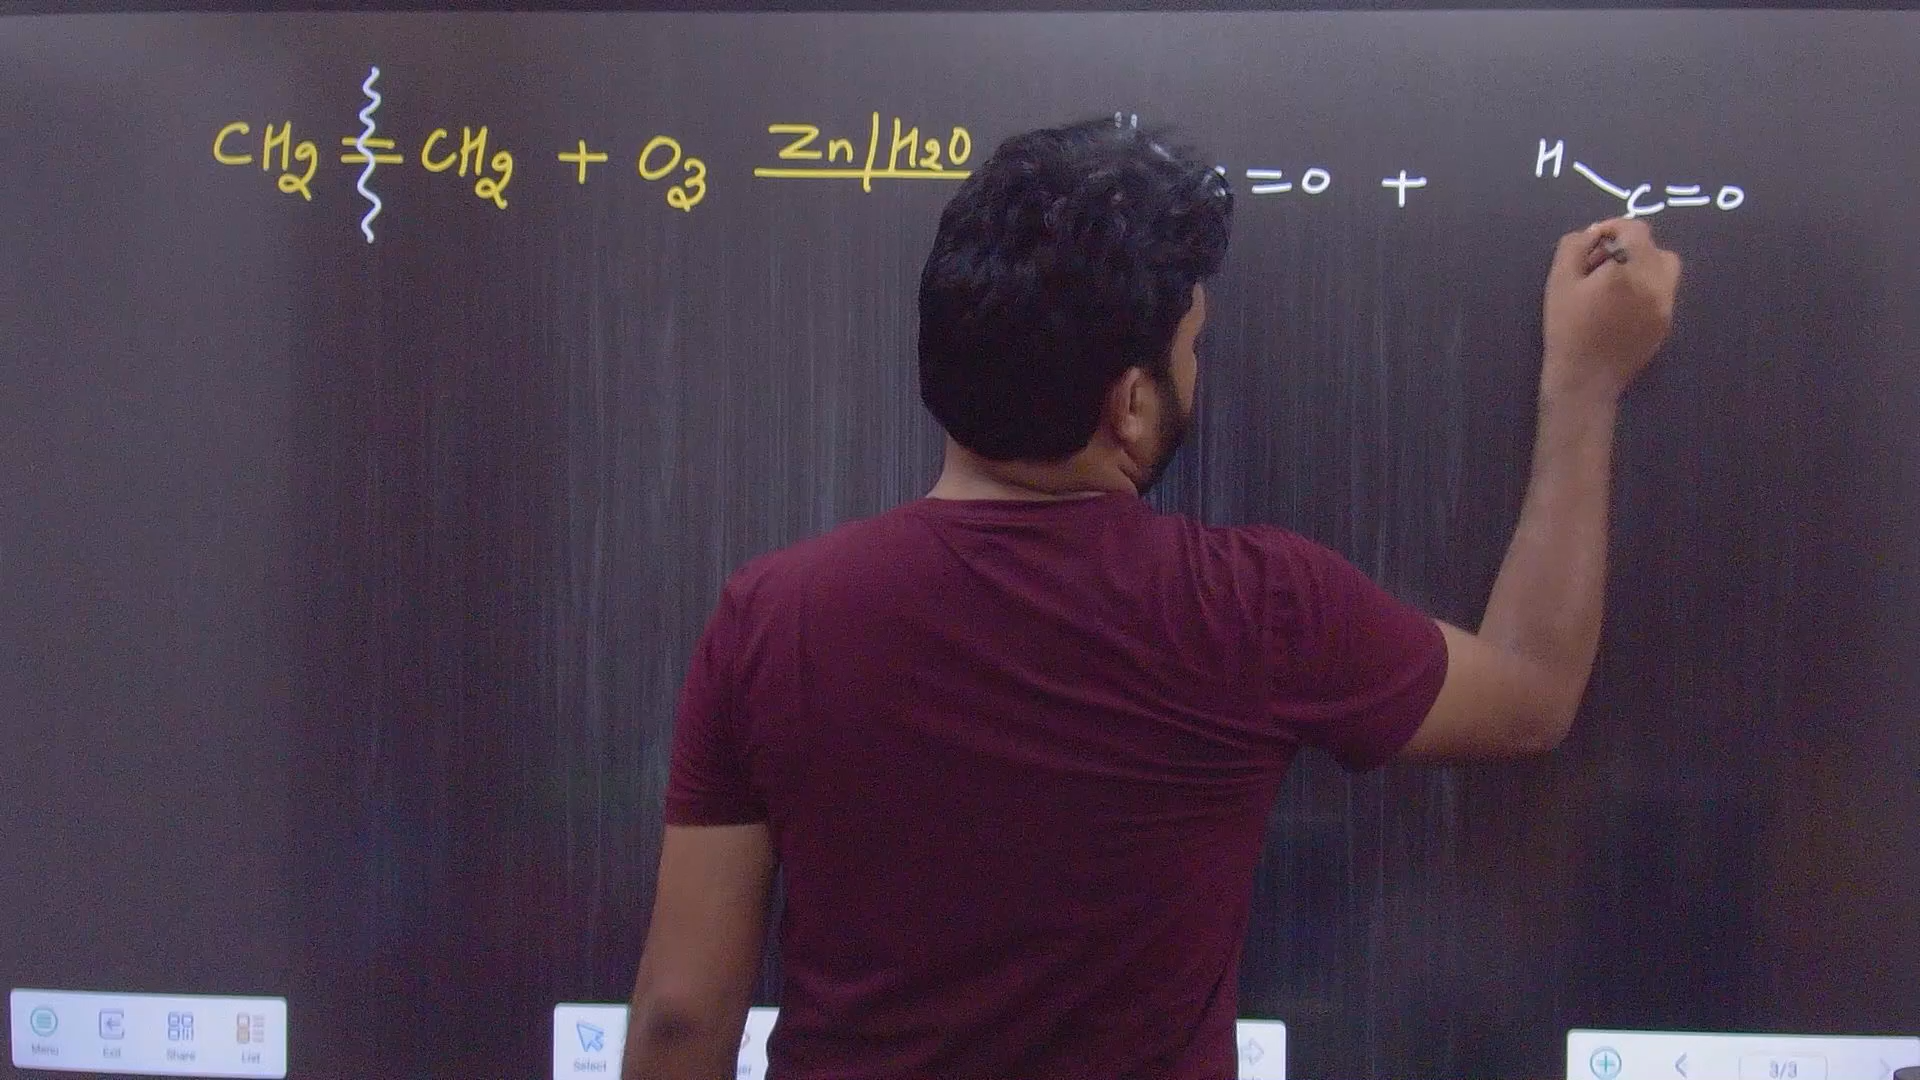 CH2 = CH2 + O3 Zn/H2O =O + H C=O
Menu Exit Share List Select 3/3